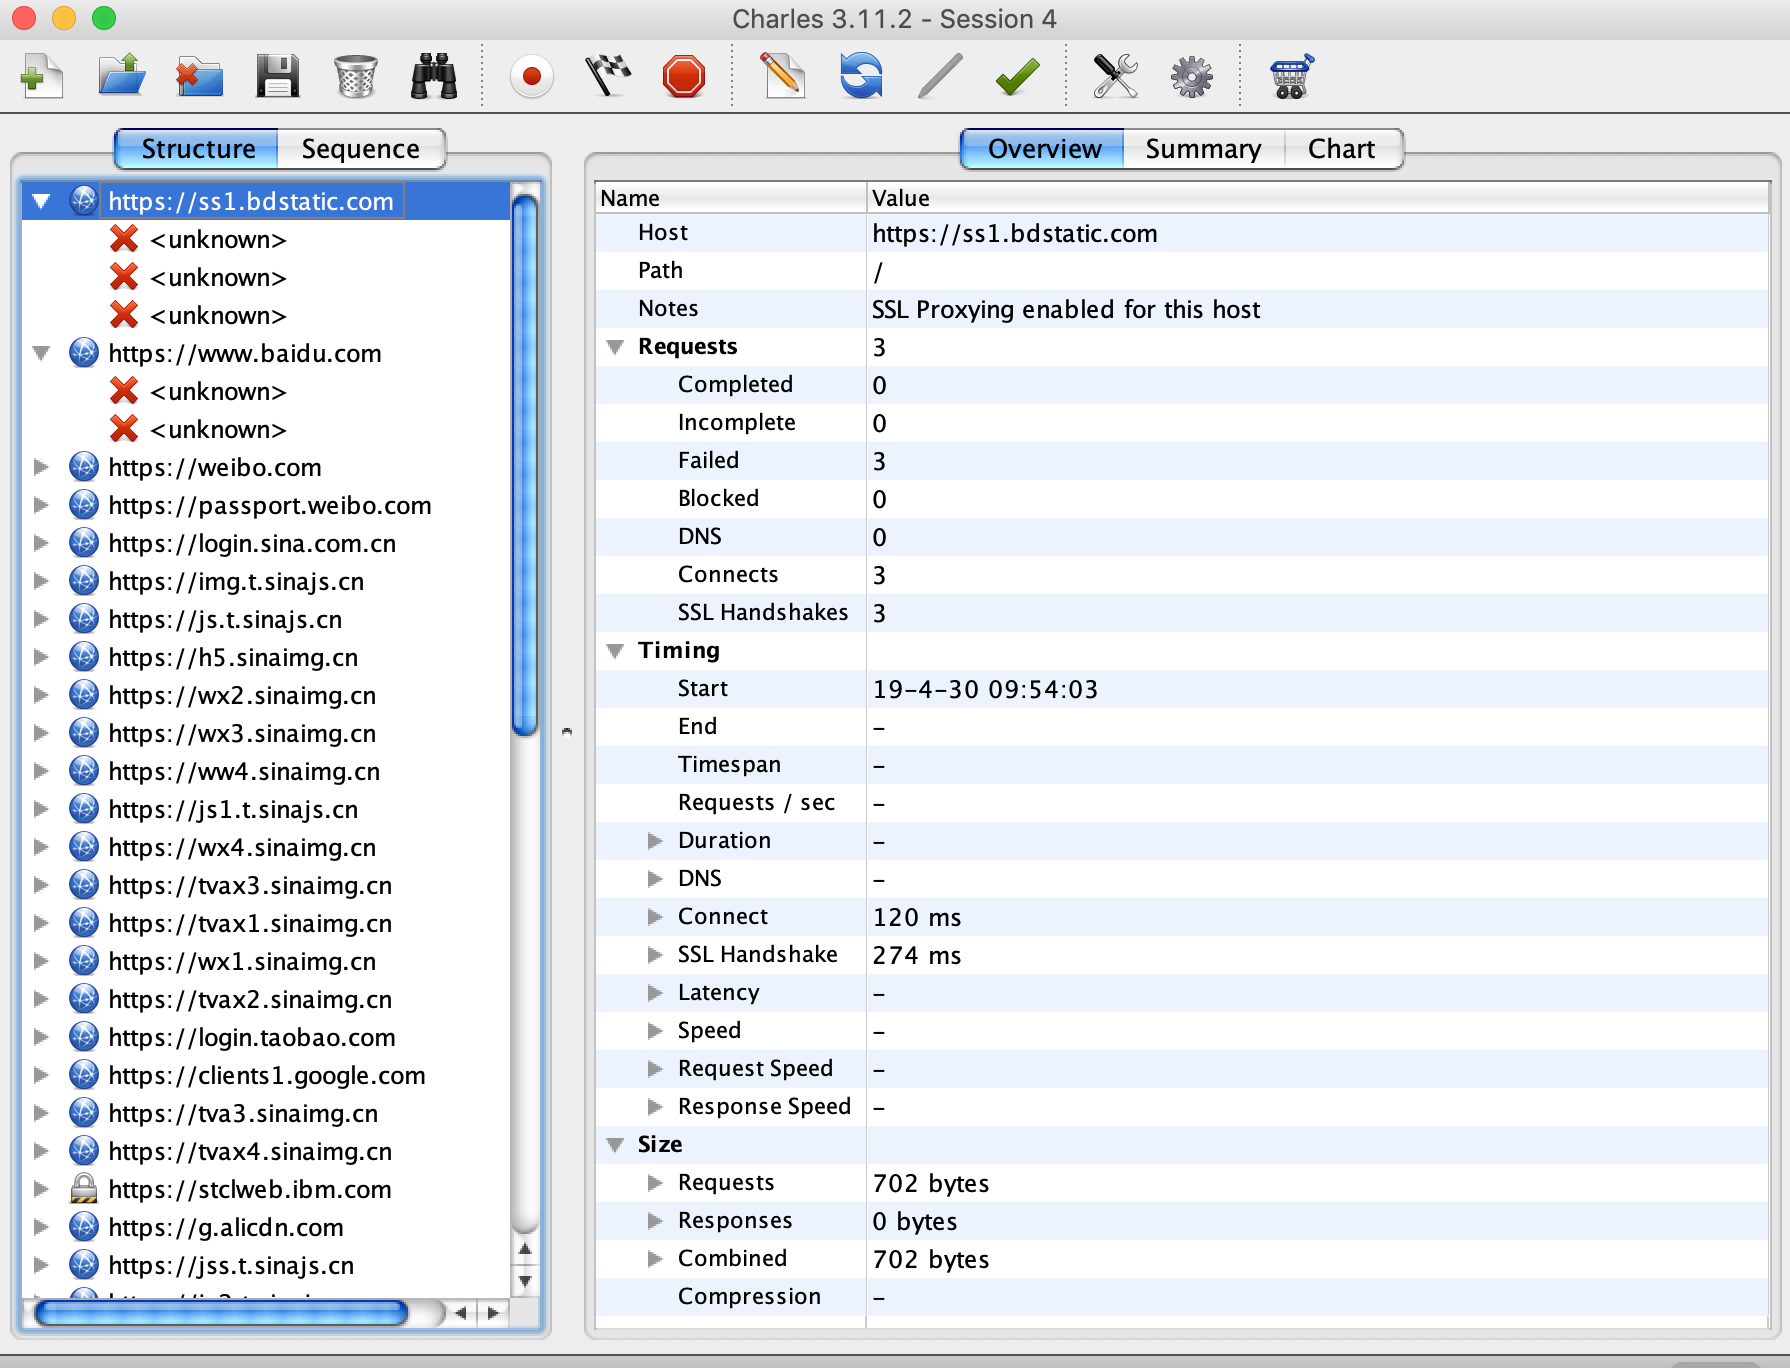 Charles 3.11.2 - Session 4
Structure
Sequence
https://ss1.bdstatic.com
<unknown>
<unknown>
<unknown>
https://www.baidu.com
<unknown>
<unknown>
https://weibo.com
https://passport.weibo.com
https://login.sina.com.cn
https://img.t.sinajs.cn
https://js.t.sinajs.cn
https://h5.sinaimg.cn
https://wx2.sinaimg.cn
https://wx3.sinaimg.cn
https://ww4.sinaimg.cn
https://js1.t.sinajs.cn
https://wx4.sinaimg.cn
https://tvax3.sinaimg.cn
https://tvax1.sinaimg.cn
https://wx1.sinaimg.cn
https://tvax2.sinaimg.cn
https://login.taobao.com
https://clients1.google.com
https://tva3.sinaimg.cn
https://tvax4.sinaimg.cn
https://stclweb.ibm.com
https://g.alicdn.com
https://jss.t.sinajs.cn
Overview
Summary
Chart
Name Value
Host https://ss1.bdstatic.com
Path /
Notes SSL Proxying enabled for this host
Requests 3
Completed 0
Incomplete 0
Failed 3
Blocked 0
DNS 0
Connects 3
SSL Handshakes 3
Timing
Start 19-4-30 09:54:03
End –
Timespan –
Requests / sec –
Duration –
DNS –
Connect 120 ms
SSL Handshake 274 ms
Latency –
Speed –
Request Speed –
Response Speed –
Size
Requests 702 bytes
Responses 0 bytes
Combined 702 bytes
Compression –